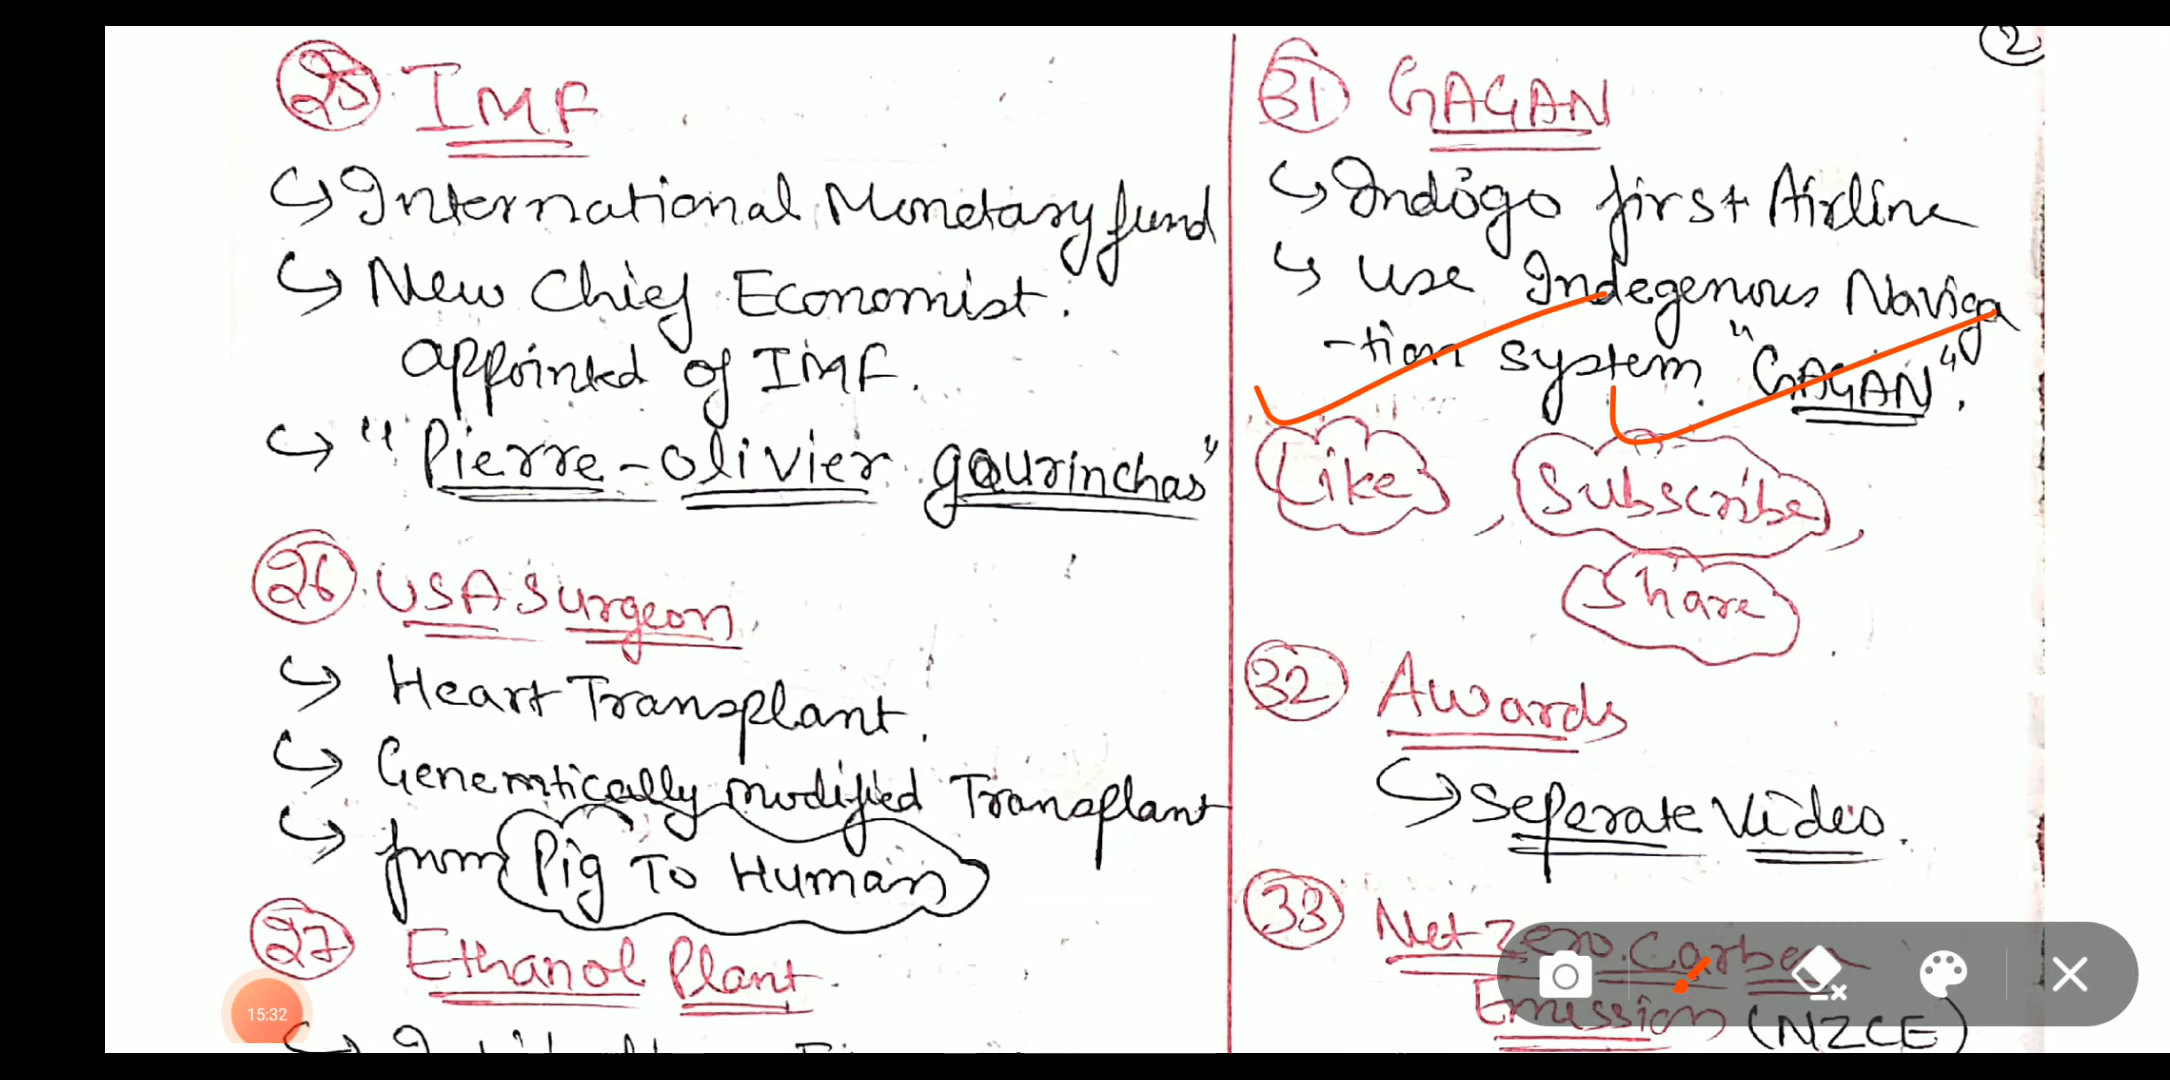 25 IMF
↪ International Monetary fund
↪ New Chief Economist.
appointed of IMF.
↪ "Pierre-olivier gourinchas"
26 USA Surgeon
↪ Heart Transplant.
↪ Genemtically modified Transplant
↪ from Pig To Human
27 Ethanol Plant.
15:32
2
31 GAGAN
↪ Indigo first Airline
↪ use Indegenous Naviga
-tion system. "GAGAN".
Like, Subscribe,
Share
32 Awards
↪ Seperate Video.
33 Net Zero Carben
Emission (NZCE)